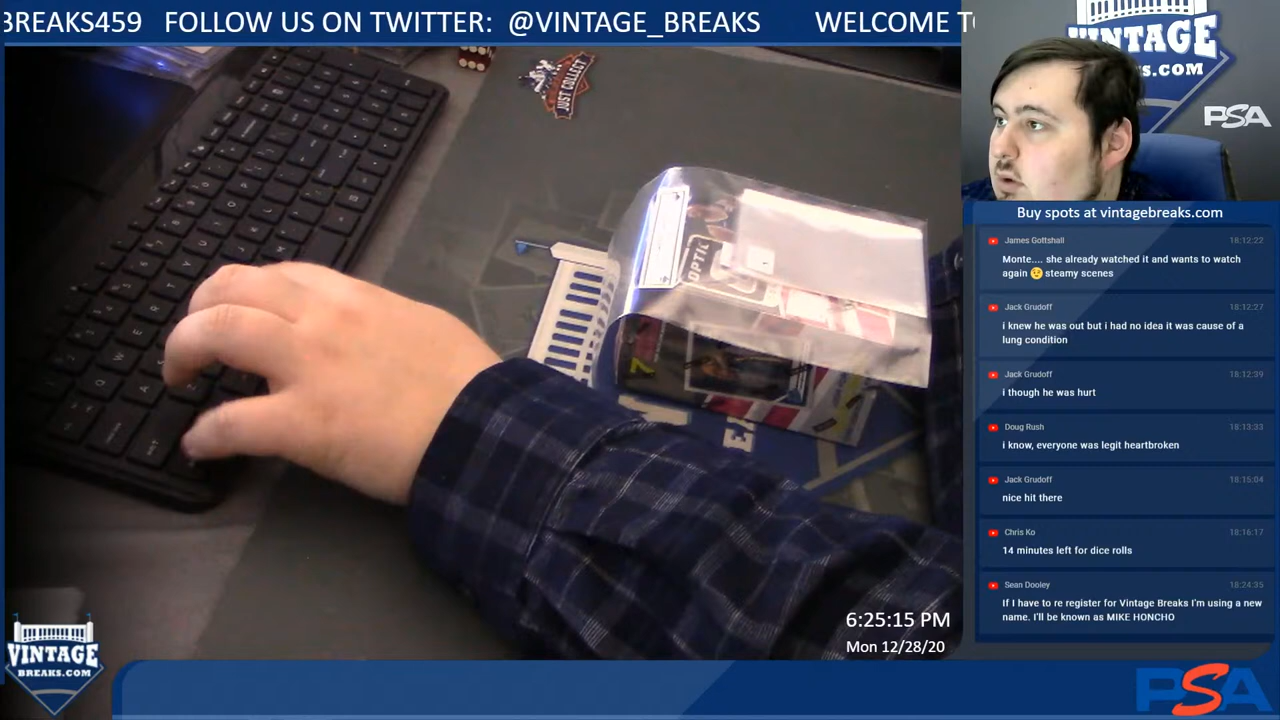 BREAKS459 FOLLOW US ON TWITTER: @VINTAGE_BREAKS WELCOME TO
JUST COLLECT
VINTAGE
KS.COM
PSA
OPTIC
7
Buy spots at vintagebreaks.com
James Gottshall 18:12:22
Monte.... she already watched it and wants to watch
again 😏 steamy scenes
Jack Grudoff 18:12:27
i knew he was out but i had no idea it was cause of a
lung condition
Jack Grudoff 18:12:39
i though he was hurt
Doug Rush 18:13:33
i know, everyone was legit heartbroken
Jack Grudoff 18:15:04
nice hit there
Chris Ko 18:16:17
14 minutes left for dice rolls
Sean Dooley 18:24:35
If I have to re register for Vintage Breaks I'm using a new
name. I'll be known as MIKE HONCHO
6:25:15 PM
Mon 12/28/20
VINTAGE
BREAKS.COM
PSA